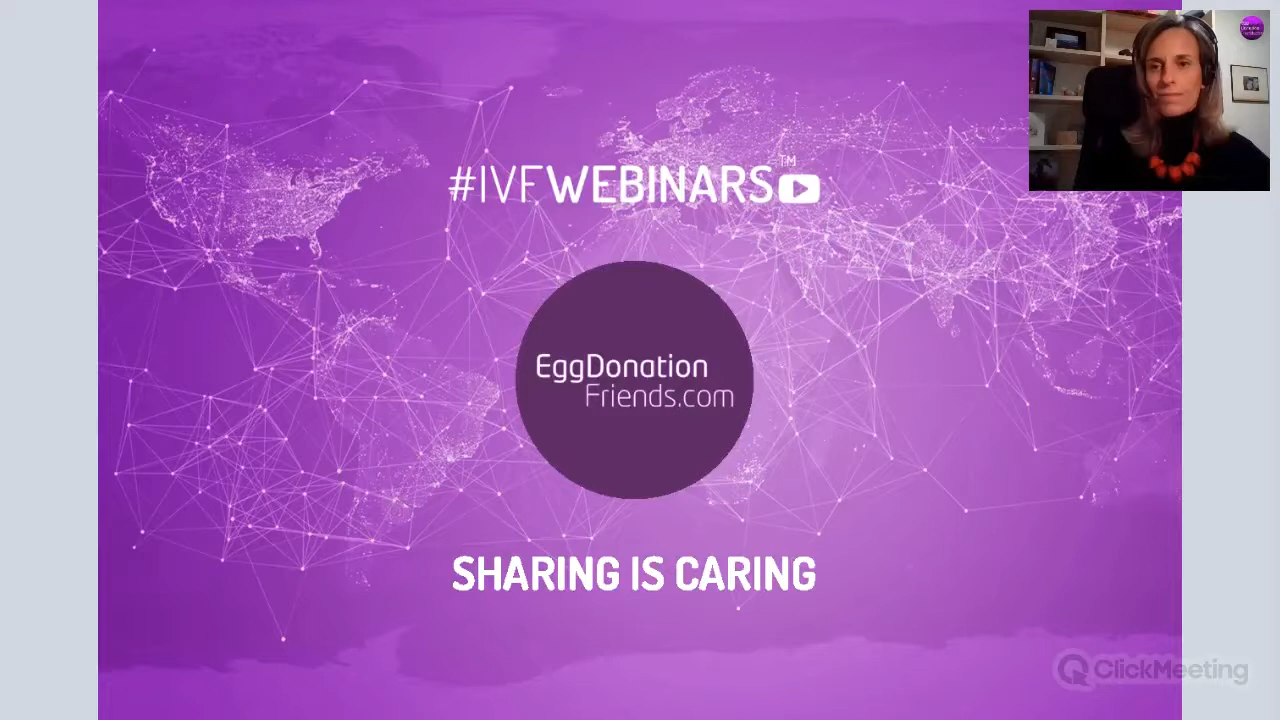 #IVFWEBINARS™
EggDonation
Friends.com
SHARING IS CARING
ClickMeeting